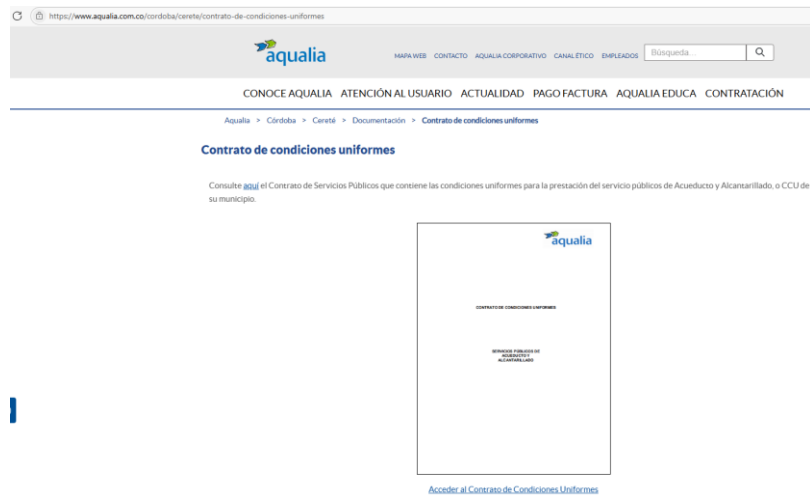 https://www.aqualia.com.co/cordoba/cerete/contrato-de-condiciones-uniformes
aqualia
MAPA WEB CONTACTO AQUALIA CORPORATIVO CANAL ÉTICO EMPLEADOS Búsqueda...
CONOCE AQUALIA ATENCIÓN AL USUARIO ACTUALIDAD PAGO FACTURA AQUALIA EDUCA CONTRATACIÓN
Aqualia > Córdoba > Cereté > Documentación > Contrato de condiciones uniformes
Contrato de condiciones uniformes
Consulte aquí el Contrato de Servicios Públicos que contiene las condiciones uniformes para la prestación del servicio públicos de Acueducto y Alcantarillado, o CCU de
su municipio.
aqualia
CONTRATO DE CONDICIONES UNIFORMES
SERVICIOS PÚBLICOS DE
ACUEDUCTO Y
ALCANTARILLADO
Acceder al Contrato de Condiciones Uniformes